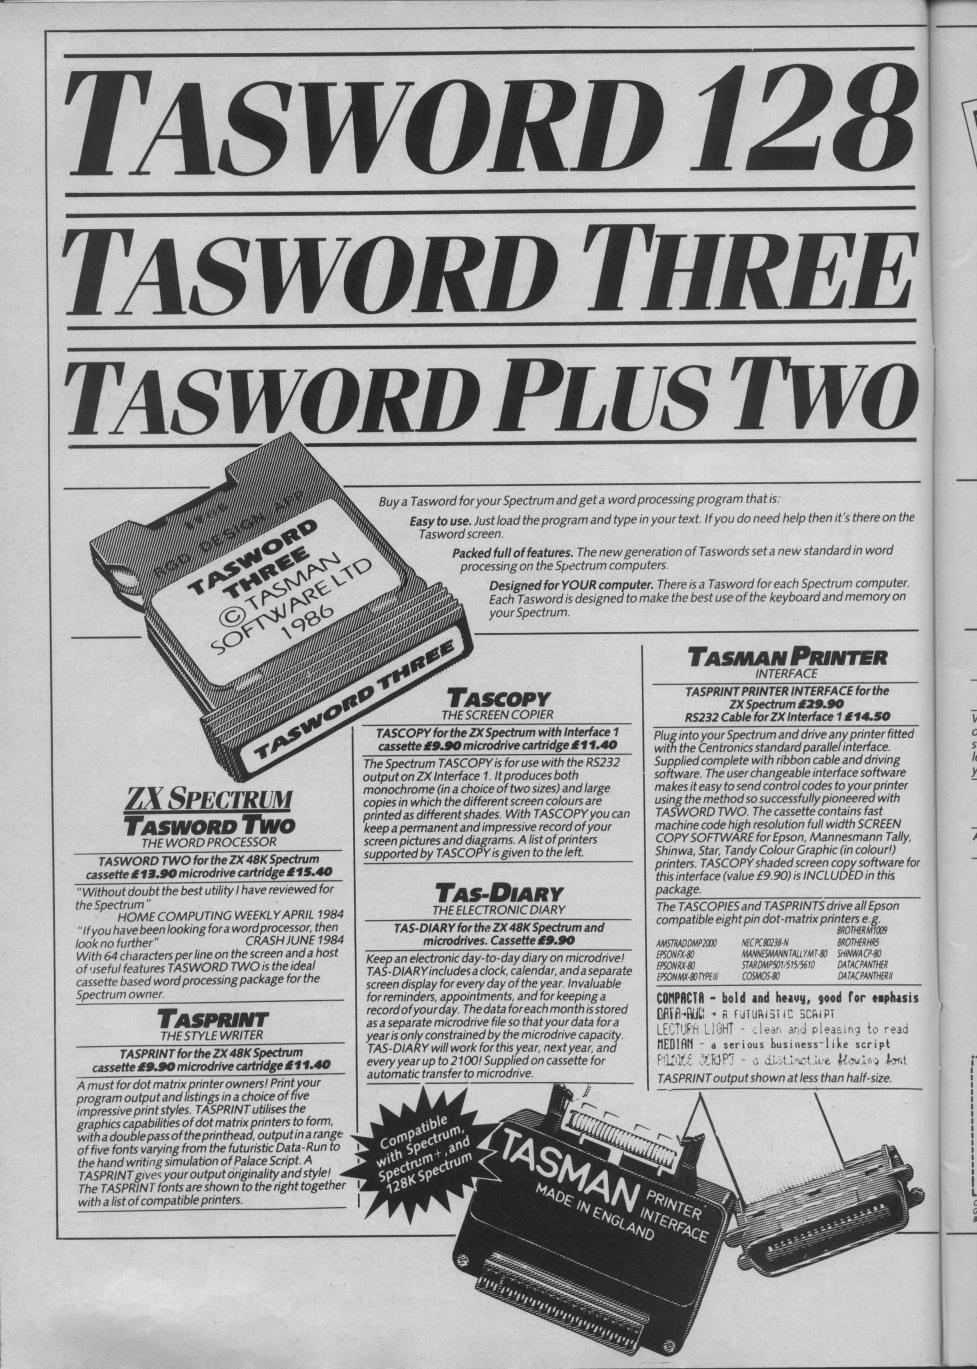 TASWORD 128
TASWORD THREE
TASWORD PLUS TWO
RGD DESIGN APP
TASWORD
THREE
© TASMAN
SOFTWARE LTD
1986
TASWORD THREE
Buy a Tasword for your Spectrum and get a word processing program that is:
Easy to use. Just load the program and type in your text. If you do need help then it's there on the
Tasword screen.
Packed full of features. The new generation of Taswords set a new standard in word
processing on the Spectrum computers.
Designed for YOUR computer. There is a Tasword for each Spectrum computer.
Each Tasword is designed to make the best use of the keyboard and memory on
your Spectrum.
ZX SPECTRUM
TASWORD TWO
THE WORD PROCESSOR
TASWORD TWO for the ZX 48K Spectrum
cassette £13.90 microdrive cartridge £15.40
"Without doubt the best utility I have reviewed for
the Spectrum"
HOME COMPUTING WEEKLY APRIL 1984
"If you have been looking for a word processor, then
look no further" CRASH JUNE 1984
With 64 characters per line on the screen and a host
of useful features TASWORD TWO is the ideal
cassette based word processing package for the
Spectrum owner.
TASPRINT
THE STYLE WRITER
TASPRINT for the ZX 48K Spectrum
cassette £9.90 microdrive cartridge £11.40
A must for dot matrix printer owners! Print your
program output and listings in a choice of five
impressive print styles. TASPRINT utilises the
graphics capabilities of dot matrix printers to form,
with a double pass of the printhead, output in a range
of five fonts varying from the futuristic Data-Run to
the hand writing simulation of Palace Script. A
TASPRINT gives your output originality and style!
The TASPRINT fonts are shown to the right together
with a list of compatible printers.
TASCOPY
THE SCREEN COPIER
TASCOPY for the ZX Spectrum with Interface 1
cassette £9.90 microdrive cartridge £11.40
The Spectrum TASCOPY is for use with the RS232
output on ZX Interface 1. It produces both
monochrome (in a choice of two sizes) and large
copies in which the different screen colours are
printed as different shades. With TASCOPY you can
keep a permanent and impressive record of your
screen pictures and diagrams. A list of printers
supported by TASCOPY is given to the left.
TAS-DIARY
THE ELECTRONIC DIARY
TAS-DIARY for the ZX 48K Spectrum and
microdrives. Cassette £9.90
Keep an electronic day-to-day diary on microdrive!
TAS-DIARY includes a clock, calendar, and a separate
screen display for every day of the year. Invaluable
for reminders, appointments, and for keeping a
record of your day. The data for each month is stored
as a separate microdrive file so that your data for a
year is only constrained by the microdrive capacity.
TAS-DIARY will work for this year, next year, and
every year up to 2100! Supplied on cassette for
automatic transfer to microdrive.
TASMAN PRINTER
INTERFACE
TASPRINT PRINTER INTERFACE for the
ZX Spectrum £29.90
RS232 Cable for ZX Interface 1 £14.50
Plug into your Spectrum and drive any printer fitted
with the Centronics standard parallel interface.
Supplied complete with ribbon cable and driving
software. The user changeable interface software
makes it easy to send control codes to your printer
using the method so successfully pioneered with
TASWORD TWO. The cassette contains fast
machine code high resolution full width SCREEN
COPY SOFTWARE for Epson, Mannesmann Tally,
Shinwa, Star, Tandy Colour Graphic (in colour!)
printers. TASCOPY shaded screen copy software for
this interface (value £9.90) is INCLUDED in this
package.
The TASCOPIES and TASPRINTS drive all Epson
compatible eight pin dot-matrix printers e.g.
BROTHER M1009
AMSTRAD DMP2000 NEC PC 8023B-N BROTHER HR5
EPSON FX-80 MANNESMANN TALLY MT-80 SHINWA CP-80
EPSON RX-80 STAR DMP 501/515/5610 DATAC PANTHER
EPSON MX-80 TYPE III COSMOS-80 DATAC PANTHER II
COMPACTA - bold and heavy, good for emphasis
DATA-RUN - A FUTURISTIC SCRIPT
LECTURA LIGHT - clean and pleasing to read
MEDIAN - a serious business-like script
PALACE SCRIPT - a distinctive flowing font
TASPRINT output shown at less than half-size.
Compatible
with Spectrum,
Spectrum+, and
128K Spectrum
TASMAN
PRINTER
INTERFACE
MADE IN ENGLAND